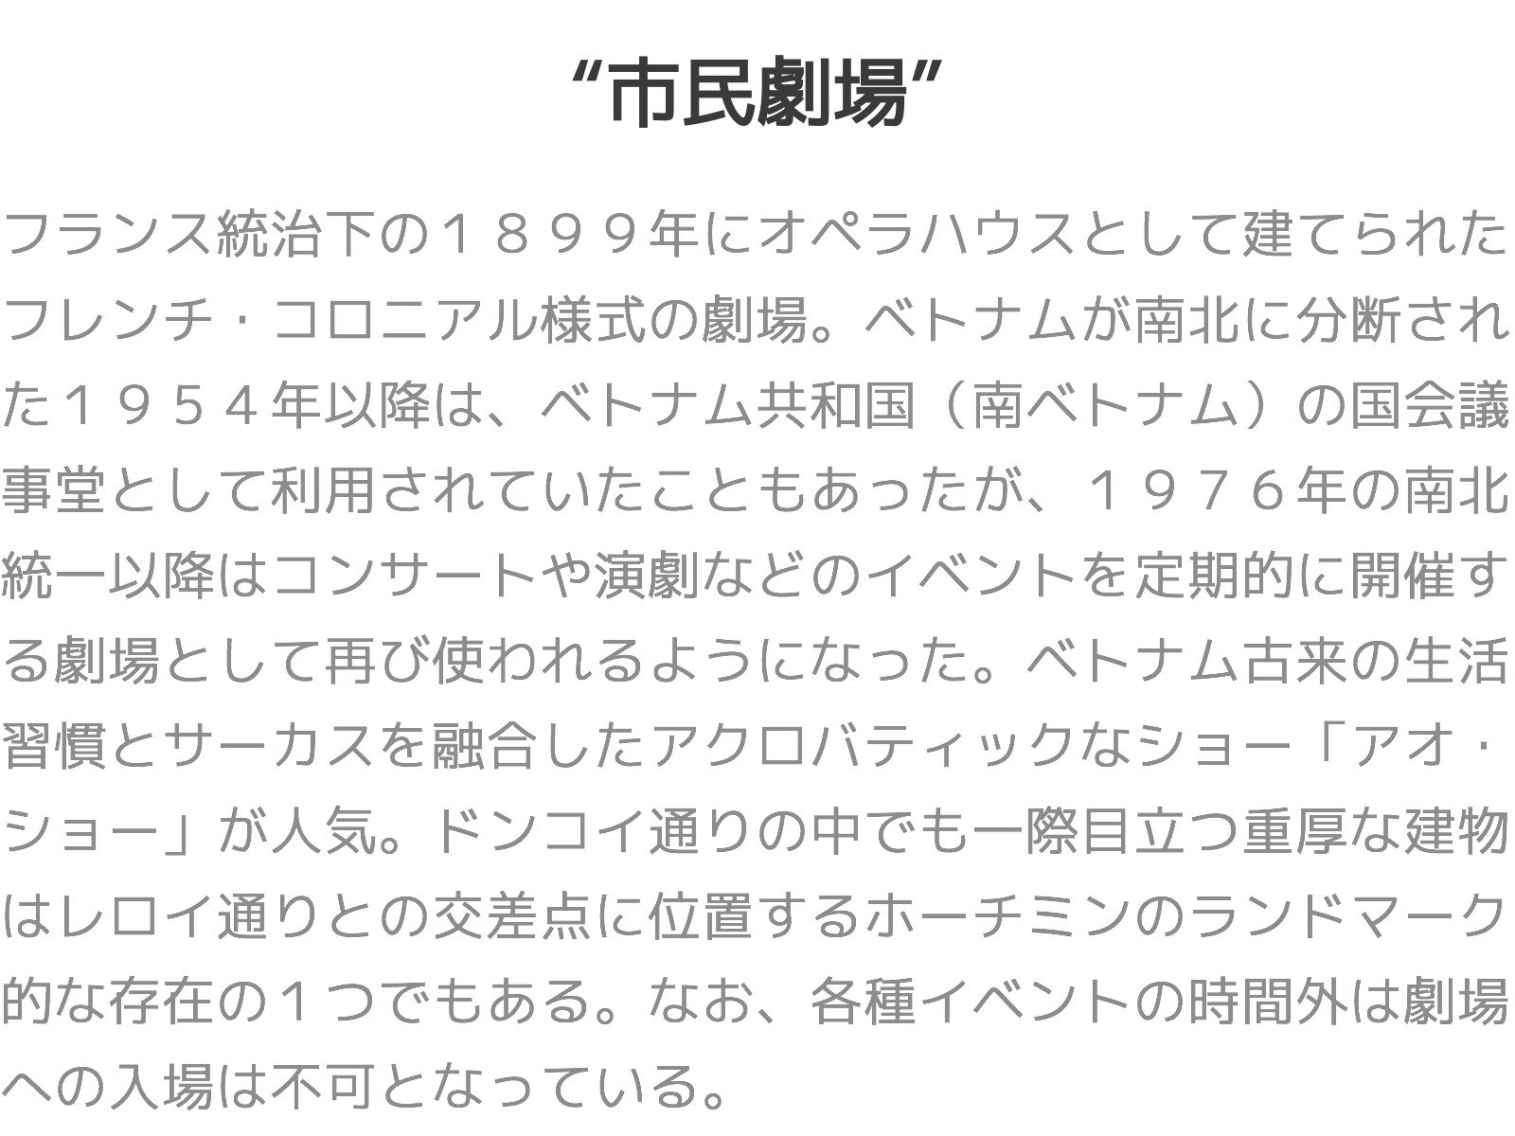 “市民劇場”
フランス統治下の１８９９年にオペラハウスとして建てられた
フレンチ・コロニアル様式の劇場。ベトナムが南北に分断され
た１９５４年以降は、ベトナム共和国（南ベトナム）の国会議
事堂として利用されていたこともあったが、１９７６年の南北
統一以降はコンサートや演劇などのイベントを定期的に開催す
る劇場として再び使われるようになった。ベトナム古来の生活
習慣とサーカスを融合したアクロバティックなショー「アオ・
ショー」が人気。ドンコイ通りの中でも一際目立つ重厚な建物
はレロイ通りとの交差点に位置するホーチミンのランドマーク
的な存在の１つでもある。なお、各種イベントの時間外は劇場
への入場は不可となっている。